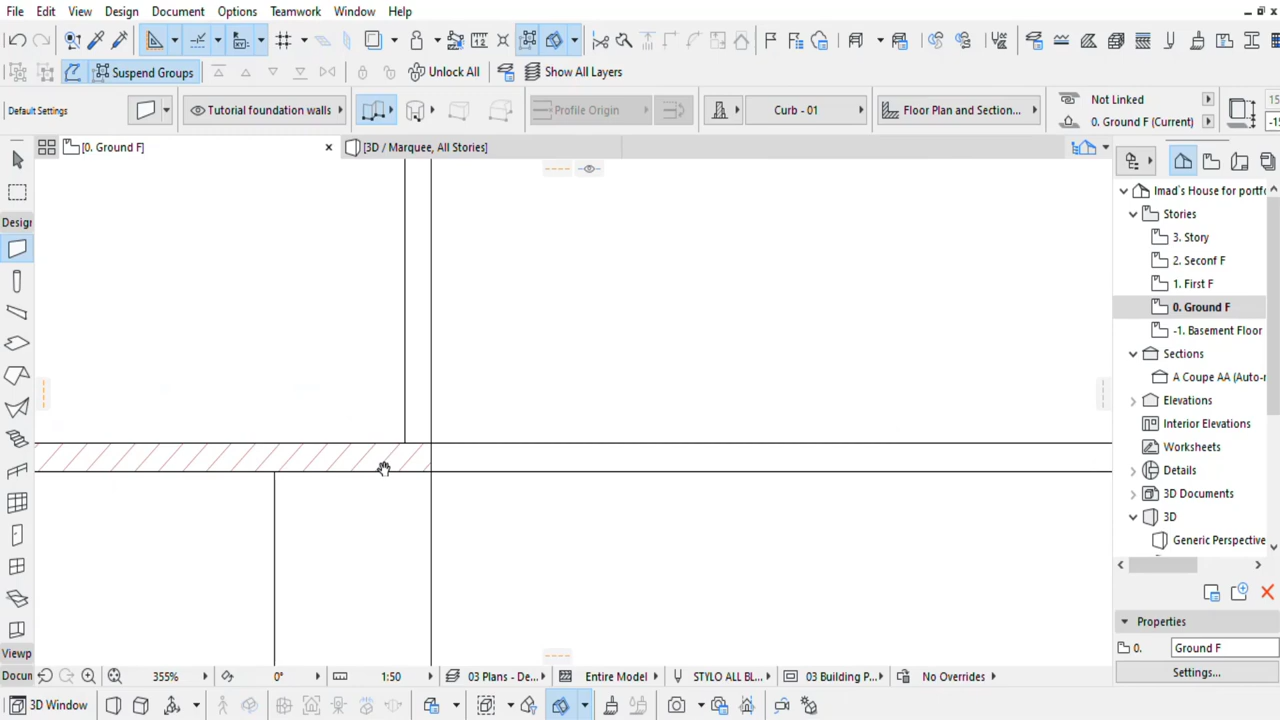 File Edit View Design Document Options Teamwork Window Help
Suspend Groups Unlock All Show All Layers
Default Settings Tutorial foundation walls Profile Origin Curb - 01 Floor Plan and Section... Not Linked
0. Ground F (Current)
[0. Ground F] [3D / Marquee, All Stories]
Imad`s House for portf
Stories
3. Story
2. Seconf F
1. First F
0. Ground F
-1. Basement Floor
Sections
A Coupe AA (Auto-
Elevations
Interior Elevations
Worksheets
Details
3D Documents
3D
Generic Perspective
Properties
0. Ground F
Settings...
Design
Viewp
Docun
355% 0° 1:50 03 Plans - De... Entire Model STYLO ALL BL... 03 Building P... No Overrides
3D Window